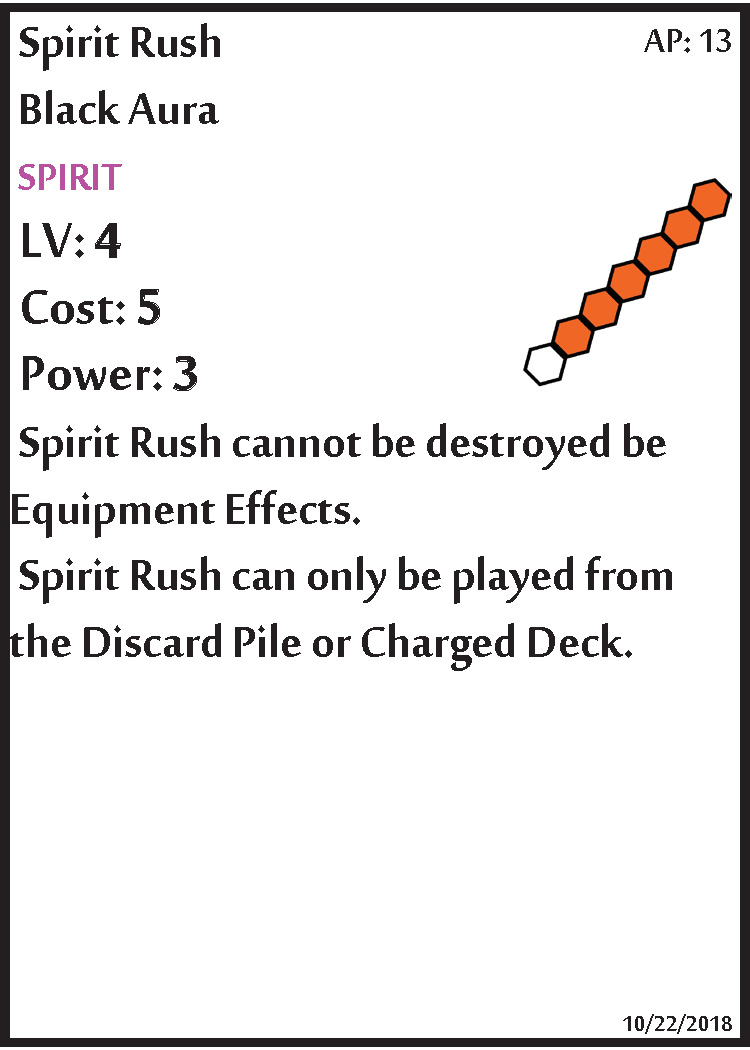 Spirit Rush
AP: 13
Black Aura
SPIRIT
LV: 4
Cost: 5
Power: 3
Spirit Rush cannot be destroyed be
Equipment Effects.
Spirit Rush can only be played from
the Discard Pile or Charged Deck.
10/22/2018